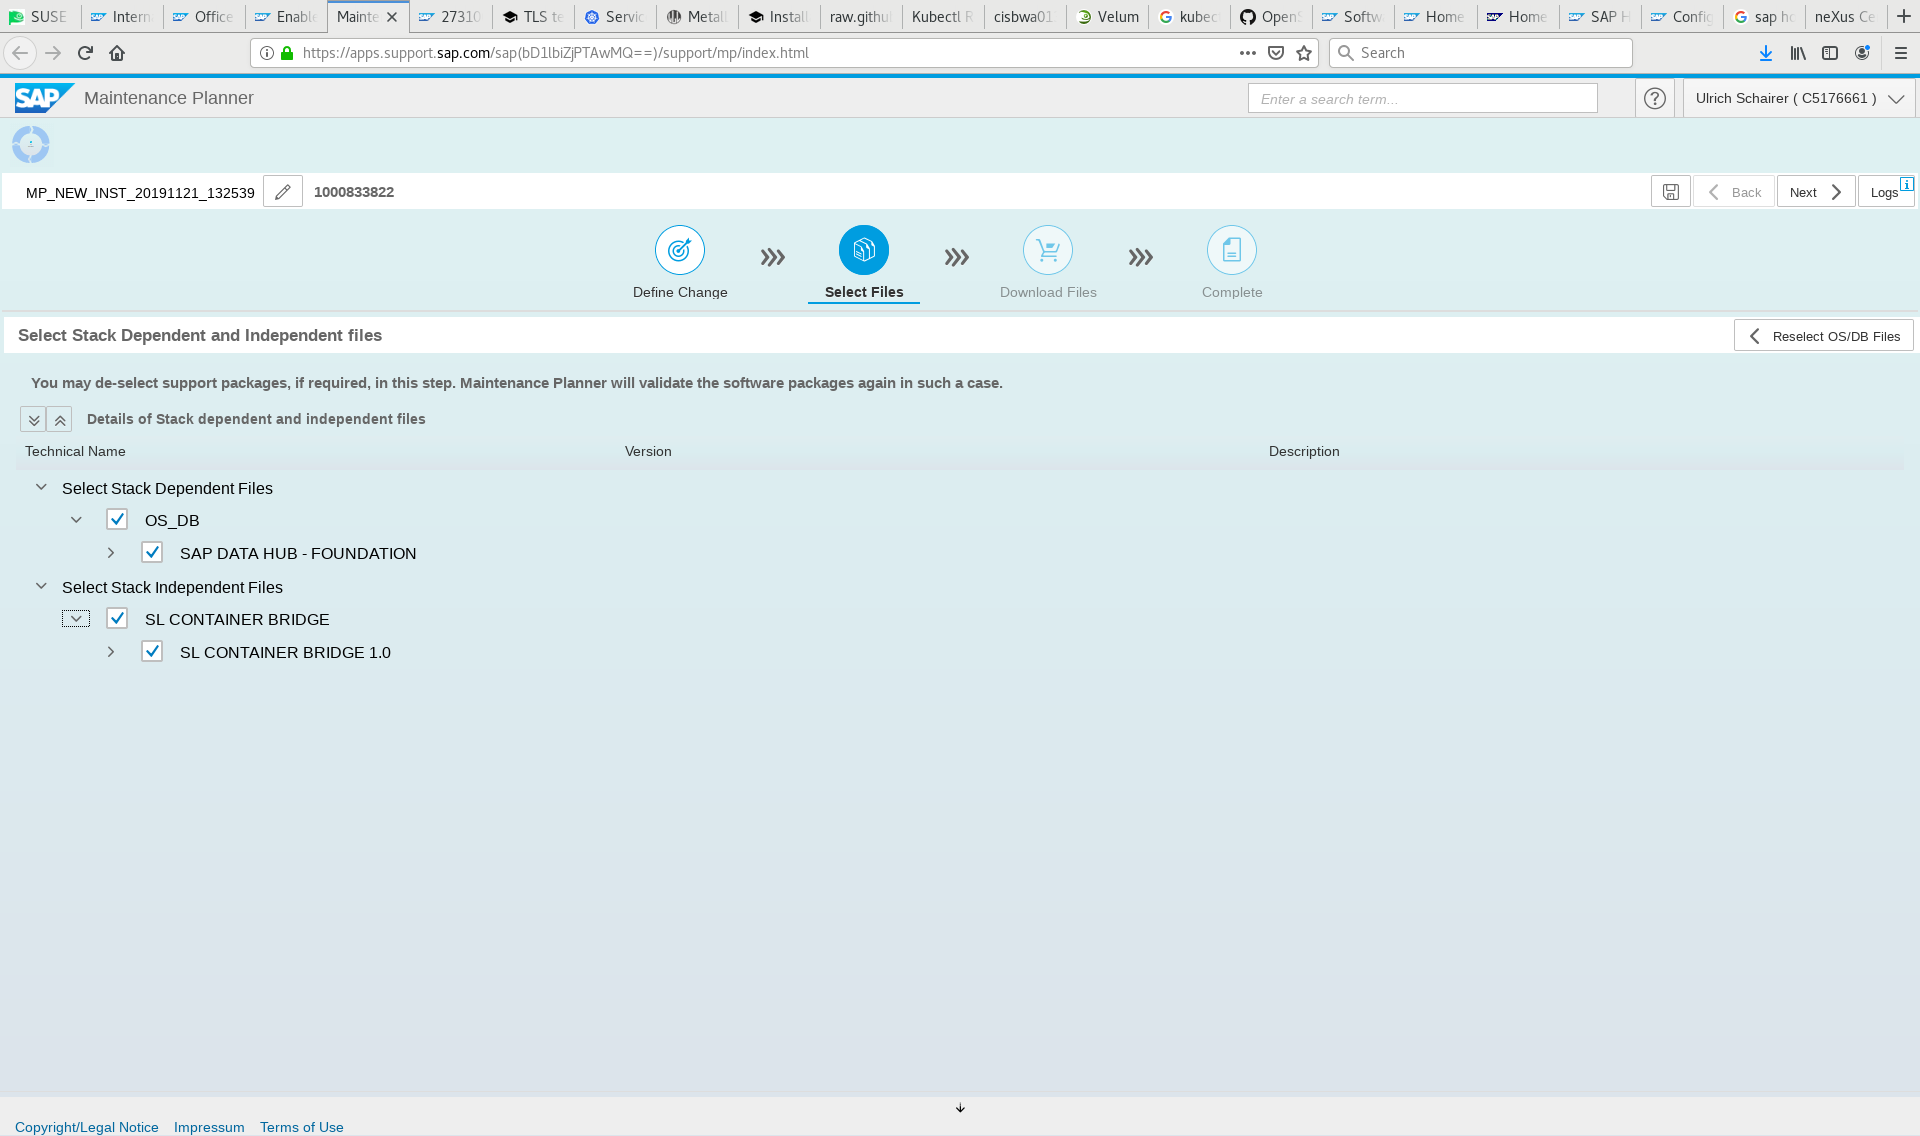 SUSE Intern Office Enable Mainte 27310 TLS te Servic Metall Install raw.githu Kubectl R cisbwa01. Velum kubec OpenS Softw Home Home SAP H Config sap ho neXus Ce
https://apps.support.sap.com/sap(bD1lbiZjPTAwMQ==)/support/mp/index.html Search
SAP Maintenance Planner Enter a search term... Ulrich Schairer ( C5176661 )
MP_NEW_INST_20191121_132539 1000833822 Back Next Logs
Define Change Select Files Download Files Complete
Select Stack Dependent and Independent files Reselect OS/DB Files
You may de-select support packages, if required, in this step. Maintenance Planner will validate the software packages again in such a case.
Details of Stack dependent and independent files
Technical Name Version Description
Select Stack Dependent Files
OS_DB
SAP DATA HUB - FOUNDATION
Select Stack Independent Files
SL CONTAINER BRIDGE
SL CONTAINER BRIDGE 1.0
Copyright/Legal Notice Impressum Terms of Use